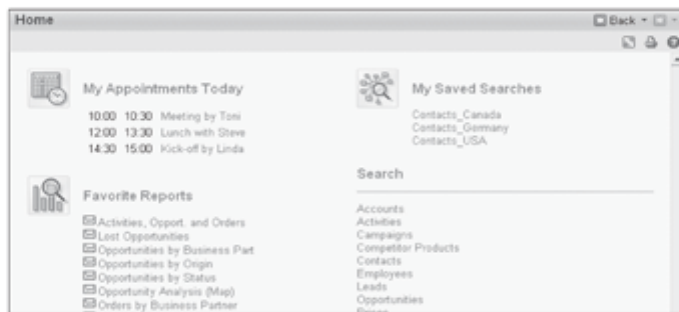 Home
Back
My Appointments Today
10:00 10:30 Meeting by Toni
12:00 13:30 Lunch with Steve
14:30 15:00 Kick-off by Linda
Favorite Reports
Activities, Opport. and Orders
Lost Opportunities
Opportunities by Business Part
Opportunities by Origin
Opportunities by Status
Opportunity Analysis (Map)
Orders by Business Partner
My Saved Searches
Contacts_Canada
Contacts_Germany
Contacts_USA
Search
Accounts
Activities
Campaigns
Competitor Products
Contacts
Employees
Leads
Opportunities